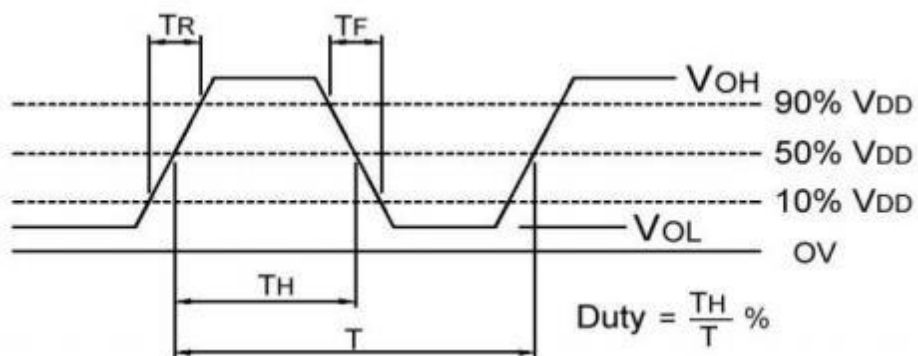 TR TF
VOH
90% VDD
50% VDD
10% VDD
VOL
OV
TH
Duty = TH/T %
T